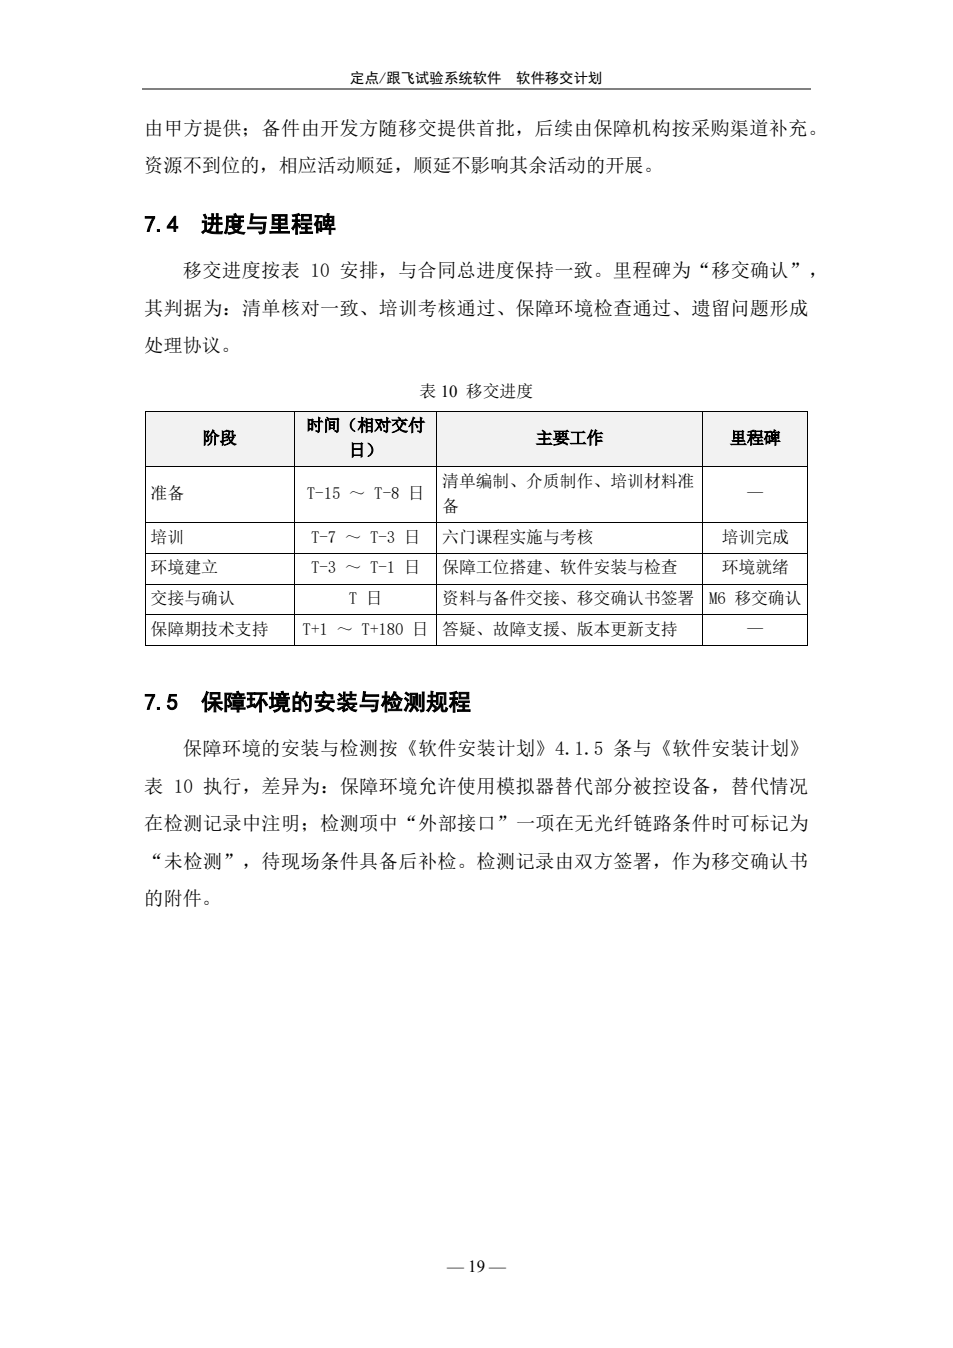 定点/跟飞试验系统软件　软件移交计划
由甲方提供；备件由开发方随移交提供首批，后续由保障机构按采购渠道补充。
资源不到位的，相应活动顺延，顺延不影响其余活动的开展。
7.4　进度与里程碑
移交进度按表 10 安排，与合同总进度保持一致。里程碑为“移交确认”，
其判据为：清单核对一致、培训考核通过、保障环境检查通过、遗留问题形成
处理协议。
表 10 移交进度
阶段　时间（相对交付日）　主要工作　里程碑
准备　T-15 ～ T-8 日　清单编制、介质制作、培训材料准备　—
培训　T-7 ～ T-3 日　六门课程实施与考核　培训完成
环境建立　T-3 ～ T-1 日　保障工位搭建、软件安装与检查　环境就绪
交接与确认　T 日　资料与备件交接、移交确认书签署　M6 移交确认
保障期技术支持　T+1 ～ T+180 日　答疑、故障支援、版本更新支持　—
7.5　保障环境的安装与检测规程
保障环境的安装与检测按《软件安装计划》4.1.5 条与《软件安装计划》
表 10 执行，差异为：保障环境允许使用模拟器替代部分被控设备，替代情况
在检测记录中注明；检测项中“外部接口”一项在无光纤链路条件时可标记为
“未检测”，待现场条件具备后补检。检测记录由双方签署，作为移交确认书
的附件。
— 19 —